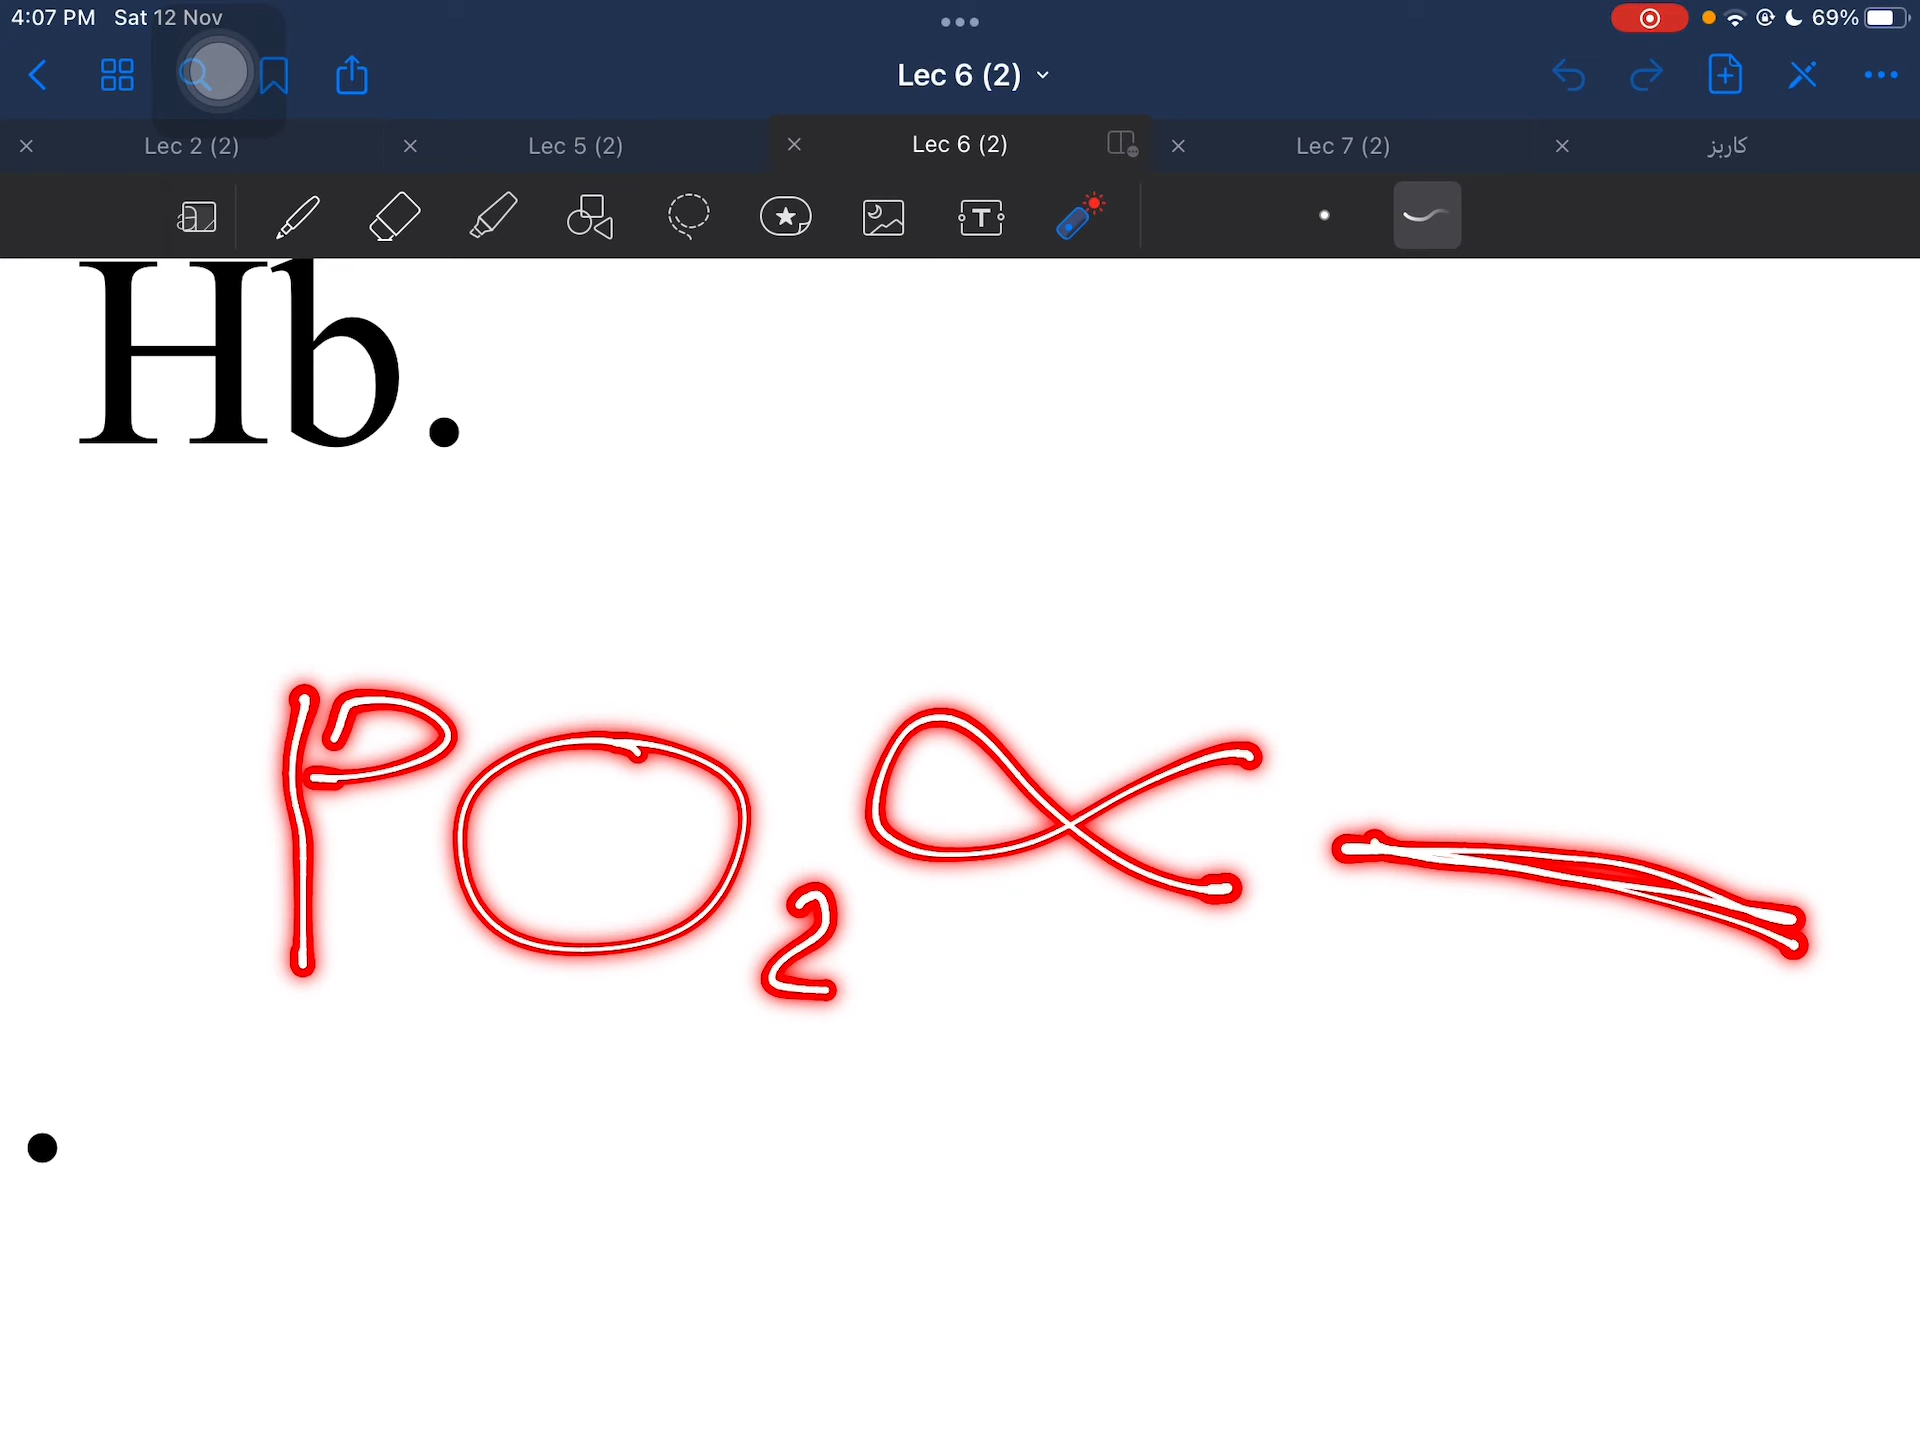 4:07 PM Sat 12 Nov 69%
Lec 6 (2)
Lec 2 (2) Lec 5 (2) Lec 6 (2) Lec 7 (2) كاربز
Hb.
PO₂ ∝ —
•